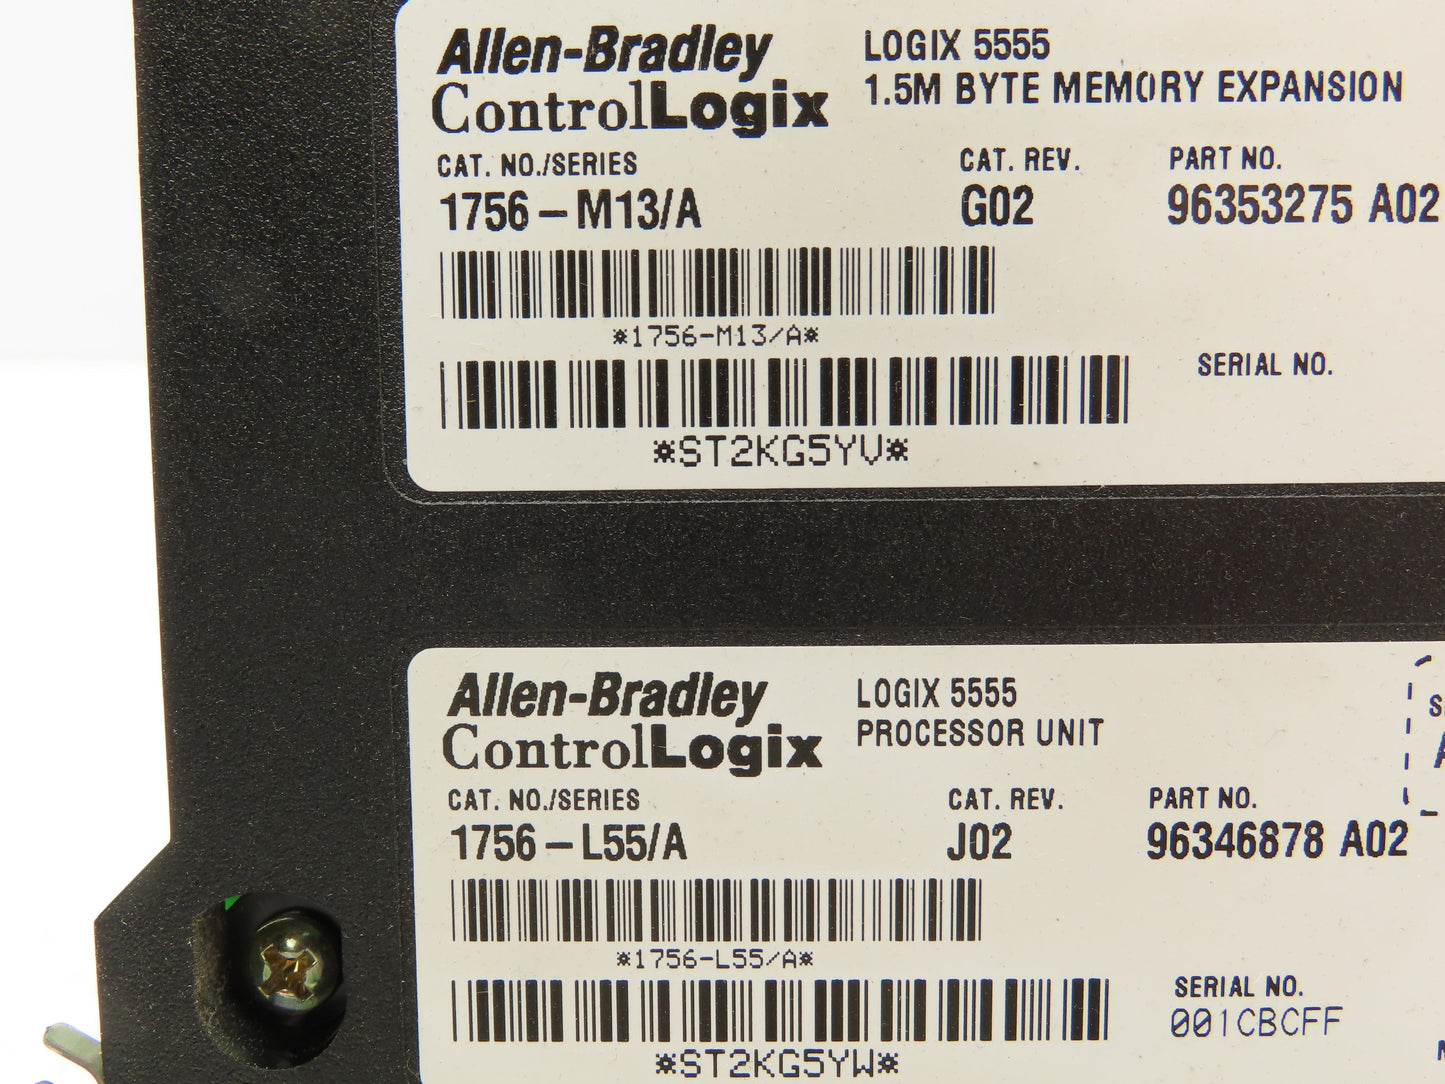 Allen-Bradley
ControlLogix
LOGIX 5555
1.5M BYTE MEMORY EXPANSION
CAT. NO./SERIES CAT. REV. PART NO.
1756 – M13/A G02 96353275 A02
*1756-M13/A*
SERIAL NO.
*ST2KG5YV*
Allen-Bradley
ControlLogix
LOGIX 5555
PROCESSOR UNIT
CAT. NO./SERIES CAT. REV. PART NO.
1756 – L55/A J02 96346878 A02
*1756-L55/A*
SERIAL NO.
001CBCFF
*ST2KG5YW*